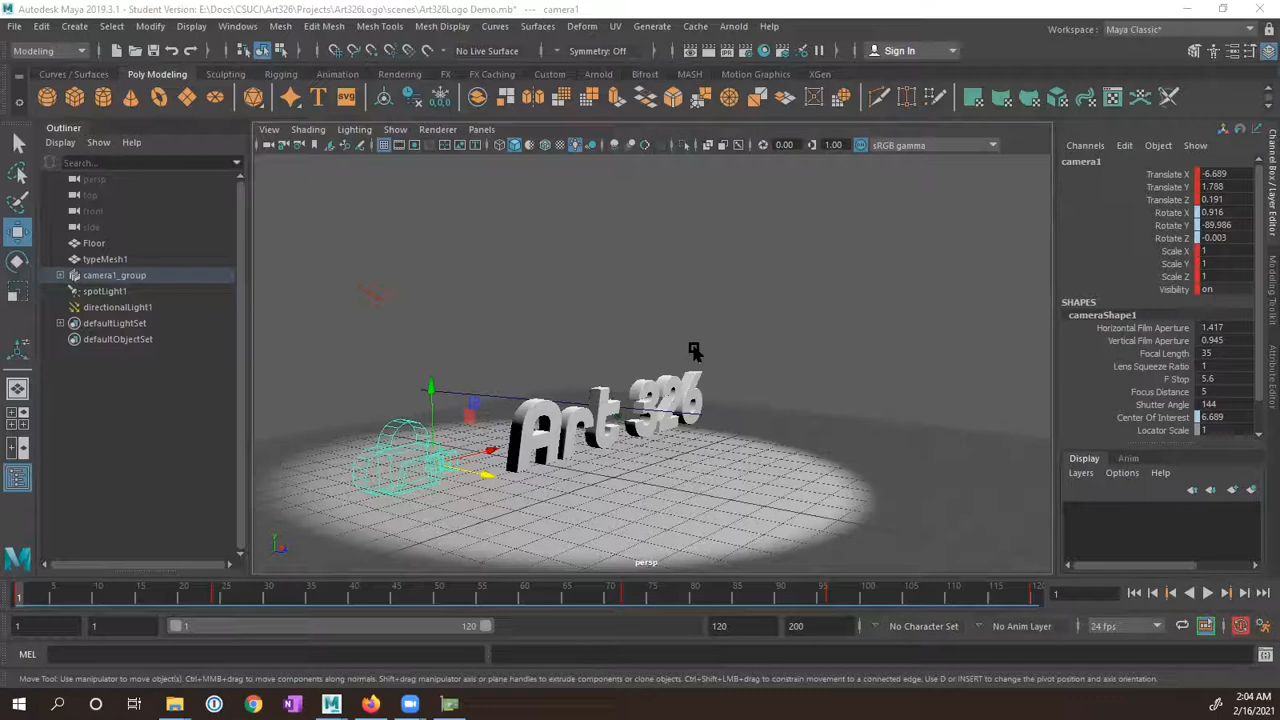 Autodesk Maya 2019.3.1 - Student Version: E:\Docs\CSUCI\Art326\Projects\Art326Logo\scenes\Art326Logo Demo.mb* --- camera1
File Edit Create Select Modify Display Windows Mesh Edit Mesh Mesh Tools Mesh Display Curves Surfaces Deform UV Generate Cache Arnold Help
Workspace: Maya Classic*
Modeling No Live Surface Symmetry: Off Sign In
Curves / Surfaces Poly Modeling Sculpting Rigging Animation Rendering FX FX Caching Custom Arnold Bifrost MASH Motion Graphics XGen
SVG
Outliner
Display Show Help
Search...
persp
top
front
side
Floor
typeMesh1
camera1_group
spotLight1
directionalLight1
defaultLightSet
defaultObjectSet
View Shading Lighting Show Renderer Panels
0.00 1.00 sRGB gamma
Art 326
persp
Channels Edit Object Show
camera1
Translate X -6.689
Translate Y 1.788
Translate Z 0.191
Rotate X 0.916
Rotate Y -89.986
Rotate Z -0.003
Scale X 1
Scale Y 1
Scale Z 1
Visibility on
SHAPES
cameraShape1
Horizontal Film Aperture 1.417
Vertical Film Aperture 0.945
Focal Length 35
Lens Squeeze Ratio 1
F Stop 5.6
Focus Distance 5
Shutter Angle 144
Center Of Interest 6.689
Locator Scale 1
Display Anim
Layers Options Help
Channel Box / Layer Editor
Modeling Toolkit
Attribute Editor
5 10 15 20 25 30 35 40 45 50 55 60 65 70 75 80 85 90 95 100 105 110 115 120
1 1
1 1 1 120 120 200 No Character Set No Anim Layer 24 fps
MEL
Move Tool: Use manipulator to move object(s). Ctrl+MMB+drag to move components along normals. Shift+drag manipulator axis or plane handles to extrude components or clone objects. Ctrl+Shift+LMB+drag to constrain movement to a connected edge. Use D or INSERT to change the pivot position and axis orientation.
2:04 AM
2/16/2021